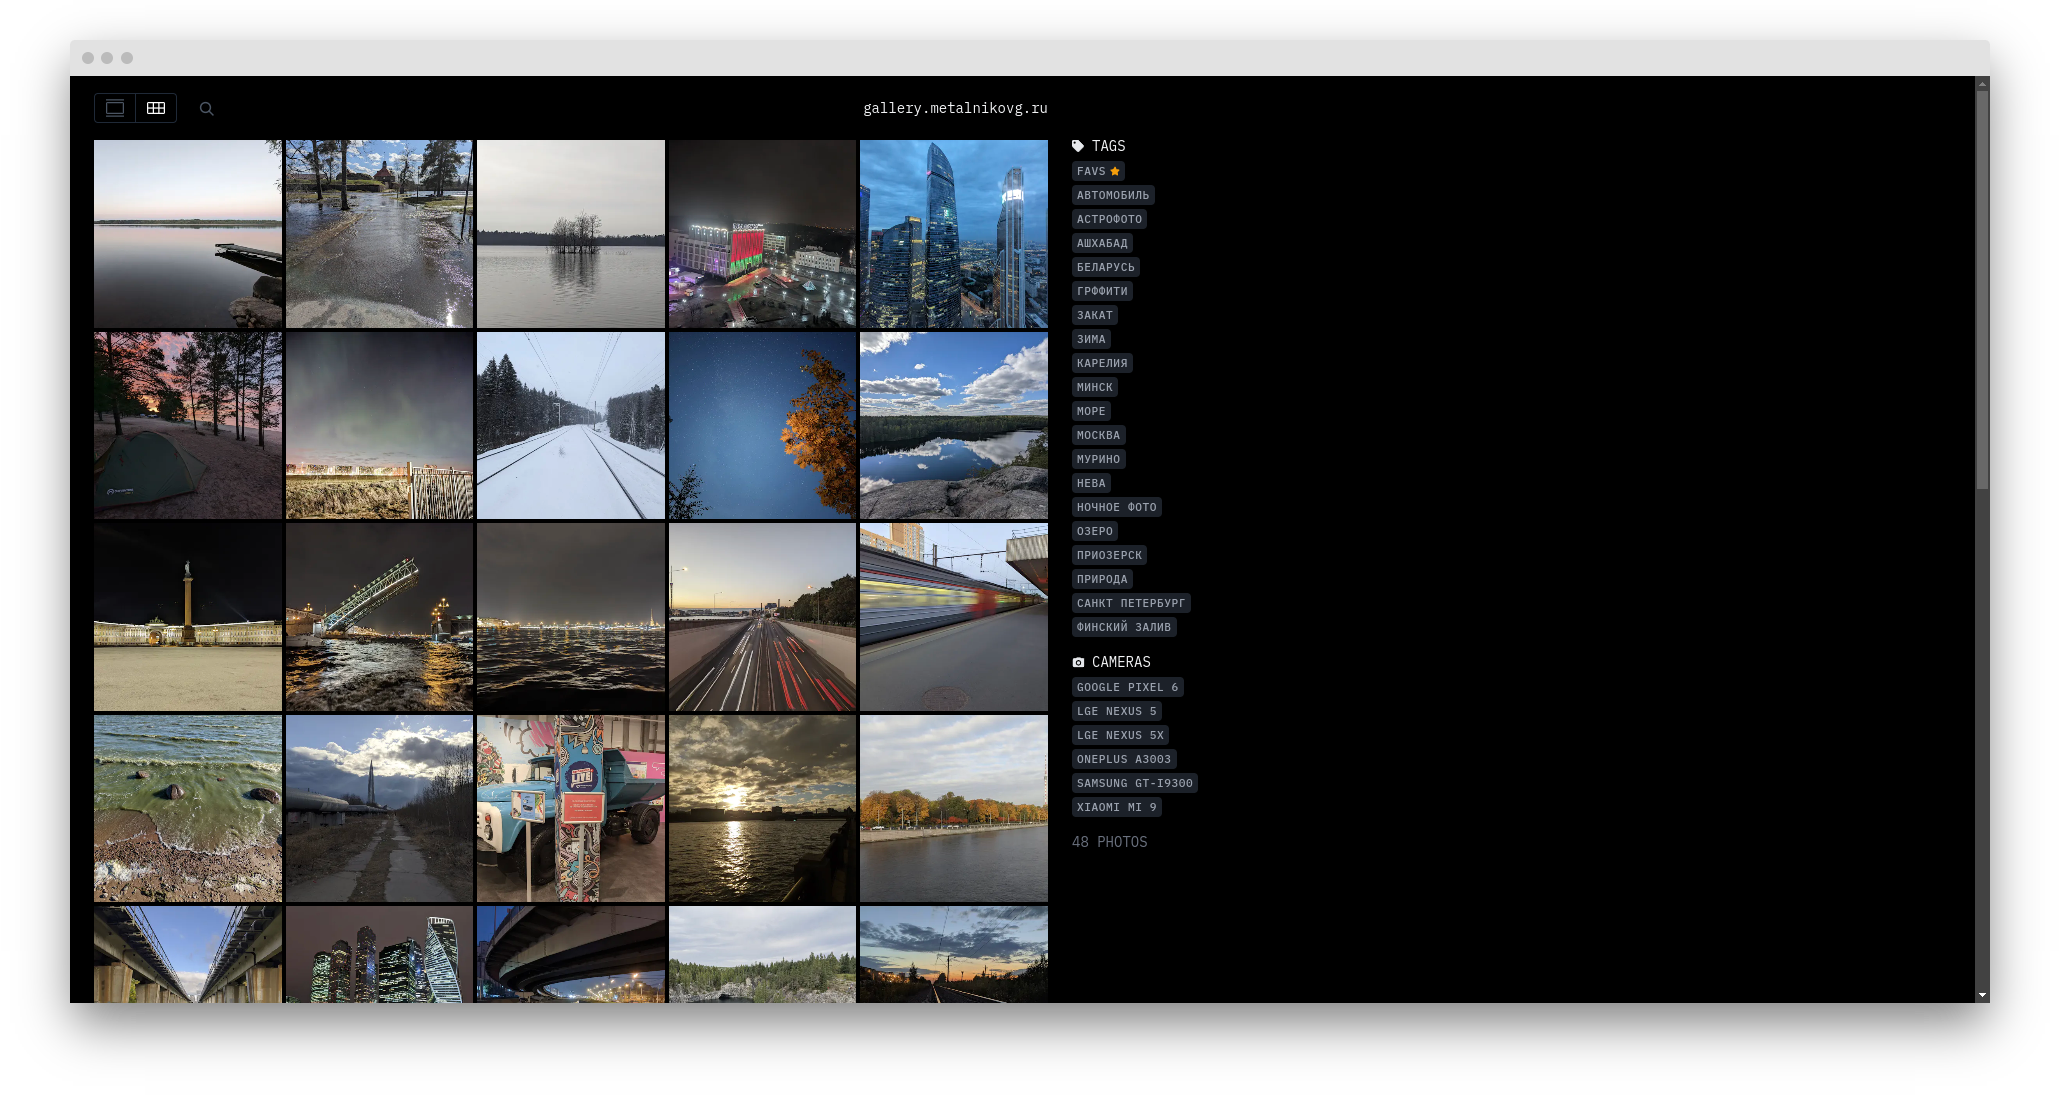 gallery.metalnikovg.ru
TAGS
FAVS
АВТОМОБИЛЬ
АСТРОФОТО
АШХАБАД
БЕЛАРУСЬ
ГРФФИТИ
ЗАКАТ
ЗИМА
КАРЕЛИЯ
МИНСК
МОРЕ
МОСКВА
МУРИНО
НЕВА
НОЧНОЕ ФОТО
ОЗЕРО
ПРИОЗЕРСК
ПРИРОДА
САНКТ ПЕТЕРБУРГ
ФИНСКИЙ ЗАЛИВ
CAMERAS
GOOGLE PIXEL 6
LGE NEXUS 5
LGE NEXUS 5X
ONEPLUS A3003
SAMSUNG GT-I9300
XIAOMI MI 9
48 PHOTOS